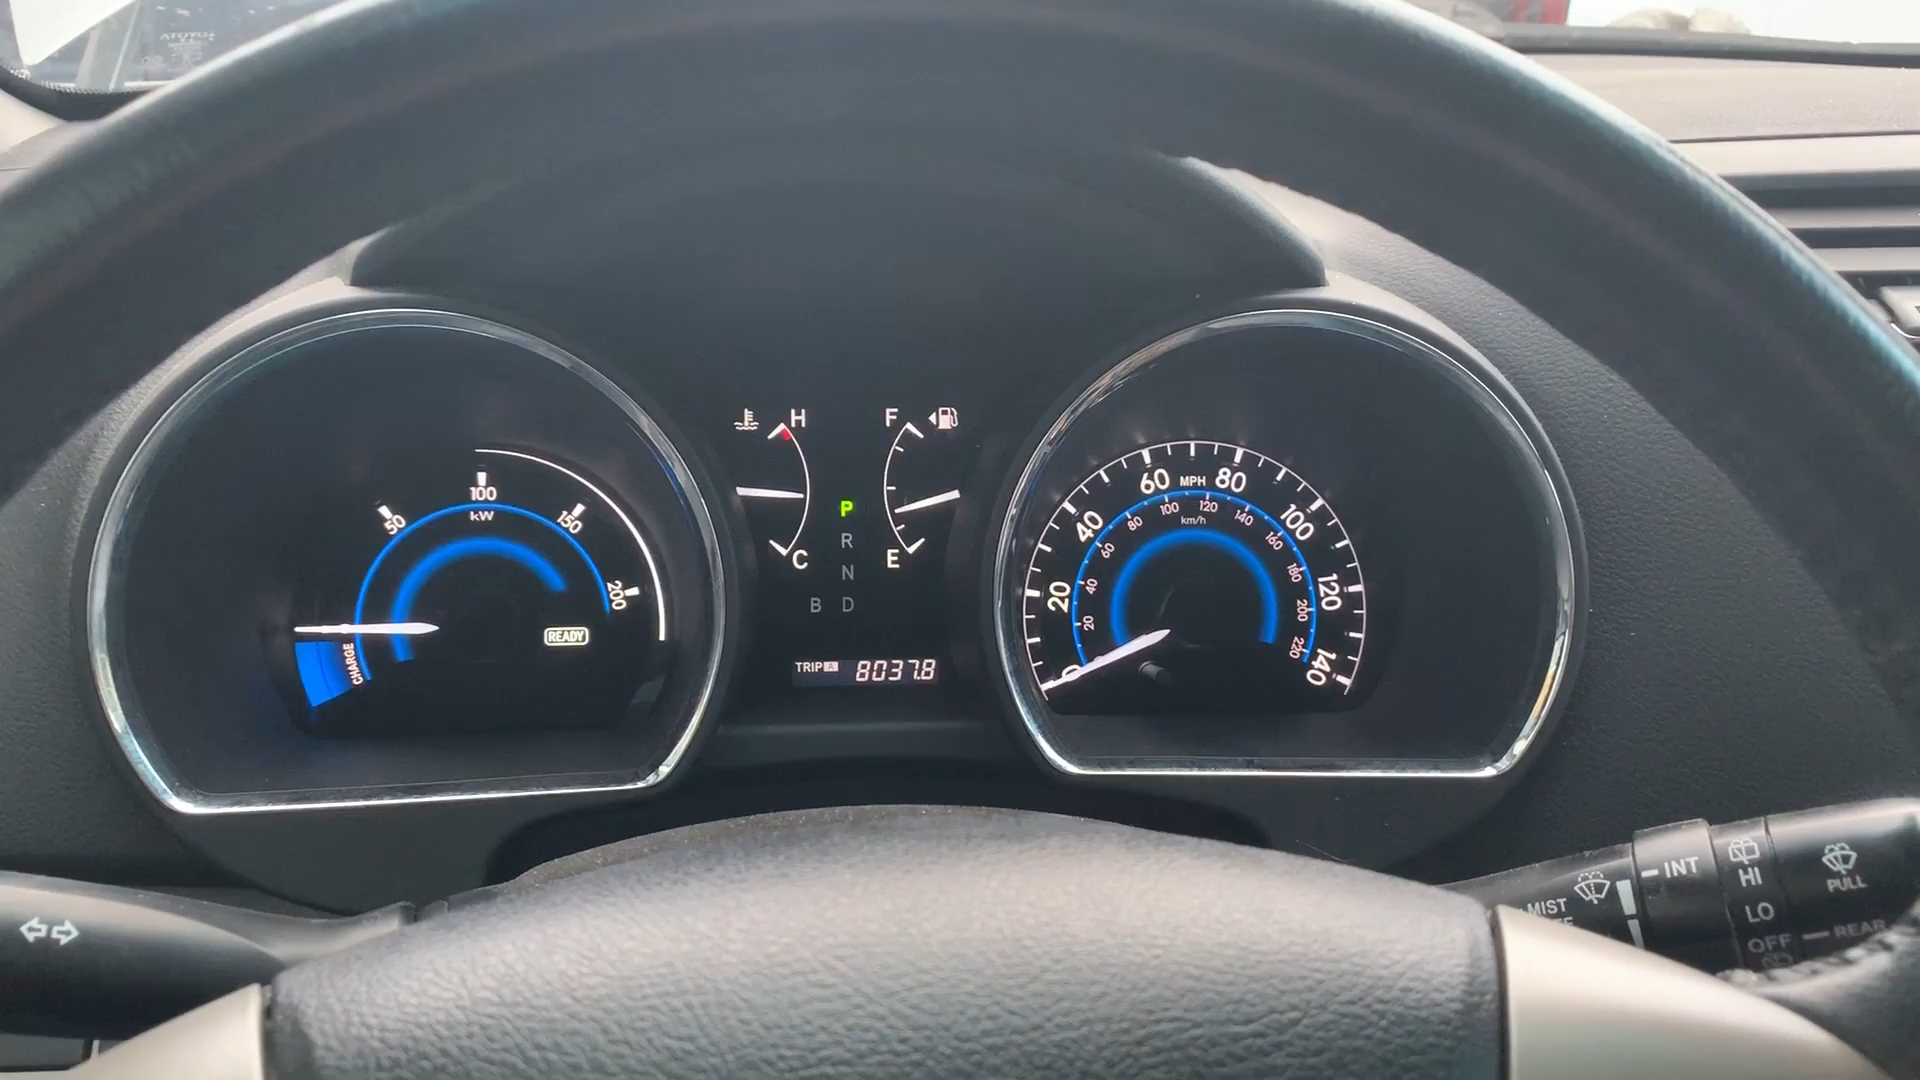 50
100
kW
150
200
CHARGE
READY
H
C
F
E
P
R
N
B D
TRIP A 8037.8
0
20
40
60
MPH
80
100
120
140
20
40
60
80
100
120
140
160
180
200
220
km/h
MIST
INT
HI
LO
OFF
REAR
PULL